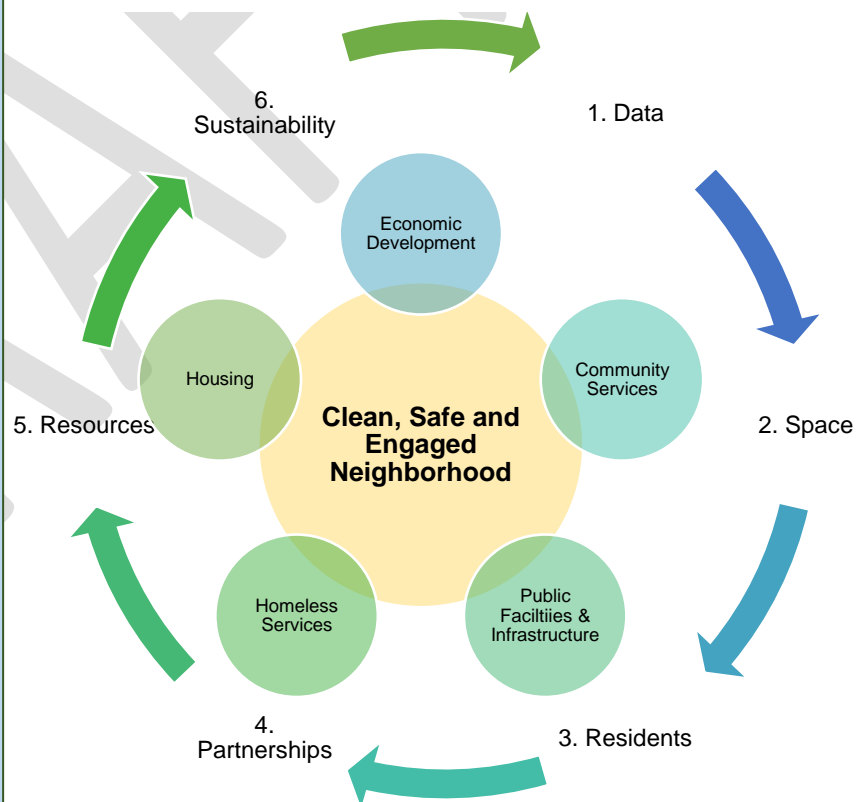 6.
Sustainability
1. Data
Economic
Development
Housing
Community
Services
5. Resources
Clean, Safe and
Engaged
Neighborhood
2. Space
Homeless
Services
Public
Faciltiies &
Infrastructure
4.
Partnerships
3. Residents